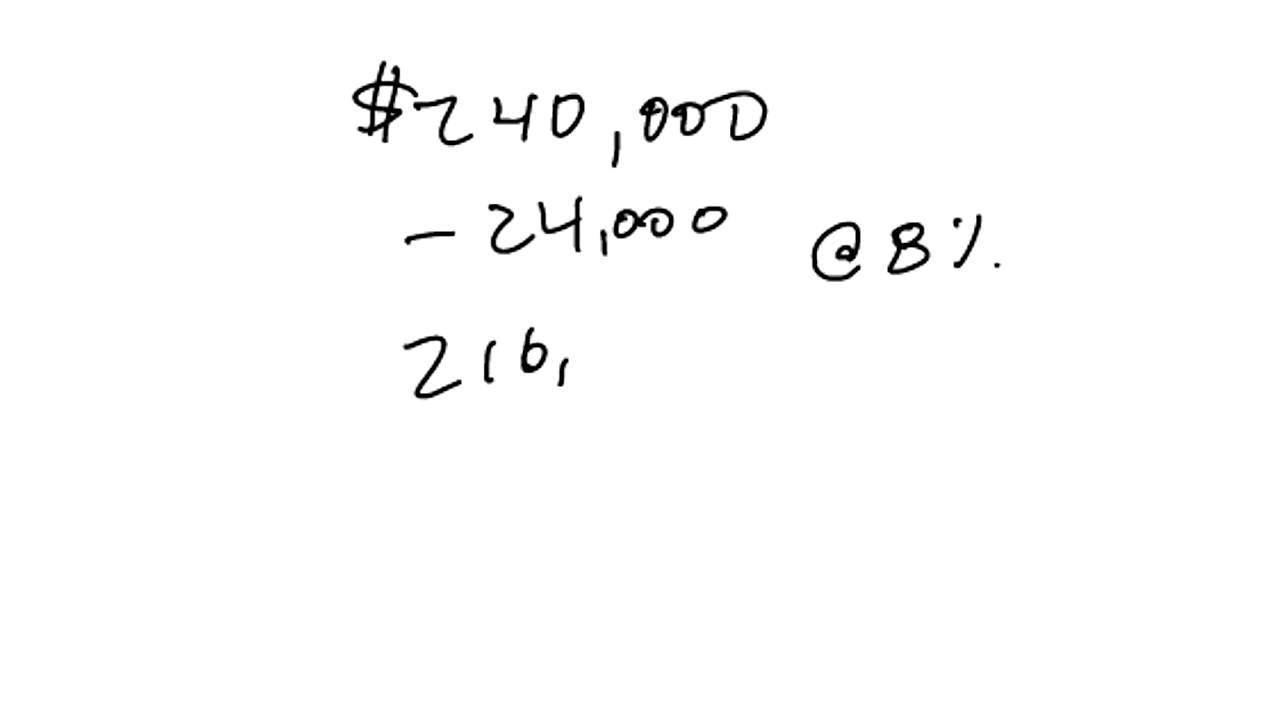 $240,000
- 24,000 @ 8%
216,